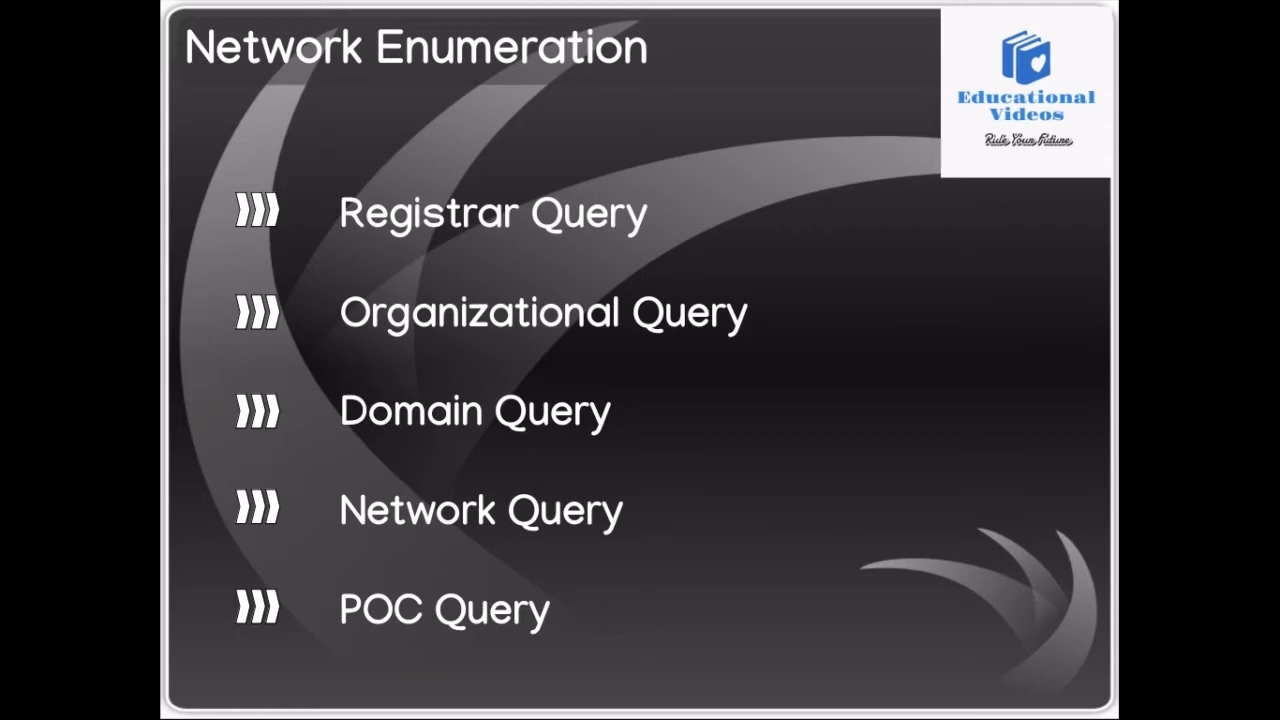 Network Enumeration
Educational
Videos
Rule Your Future
Registrar Query
Organizational Query
Domain Query
Network Query
POC Query